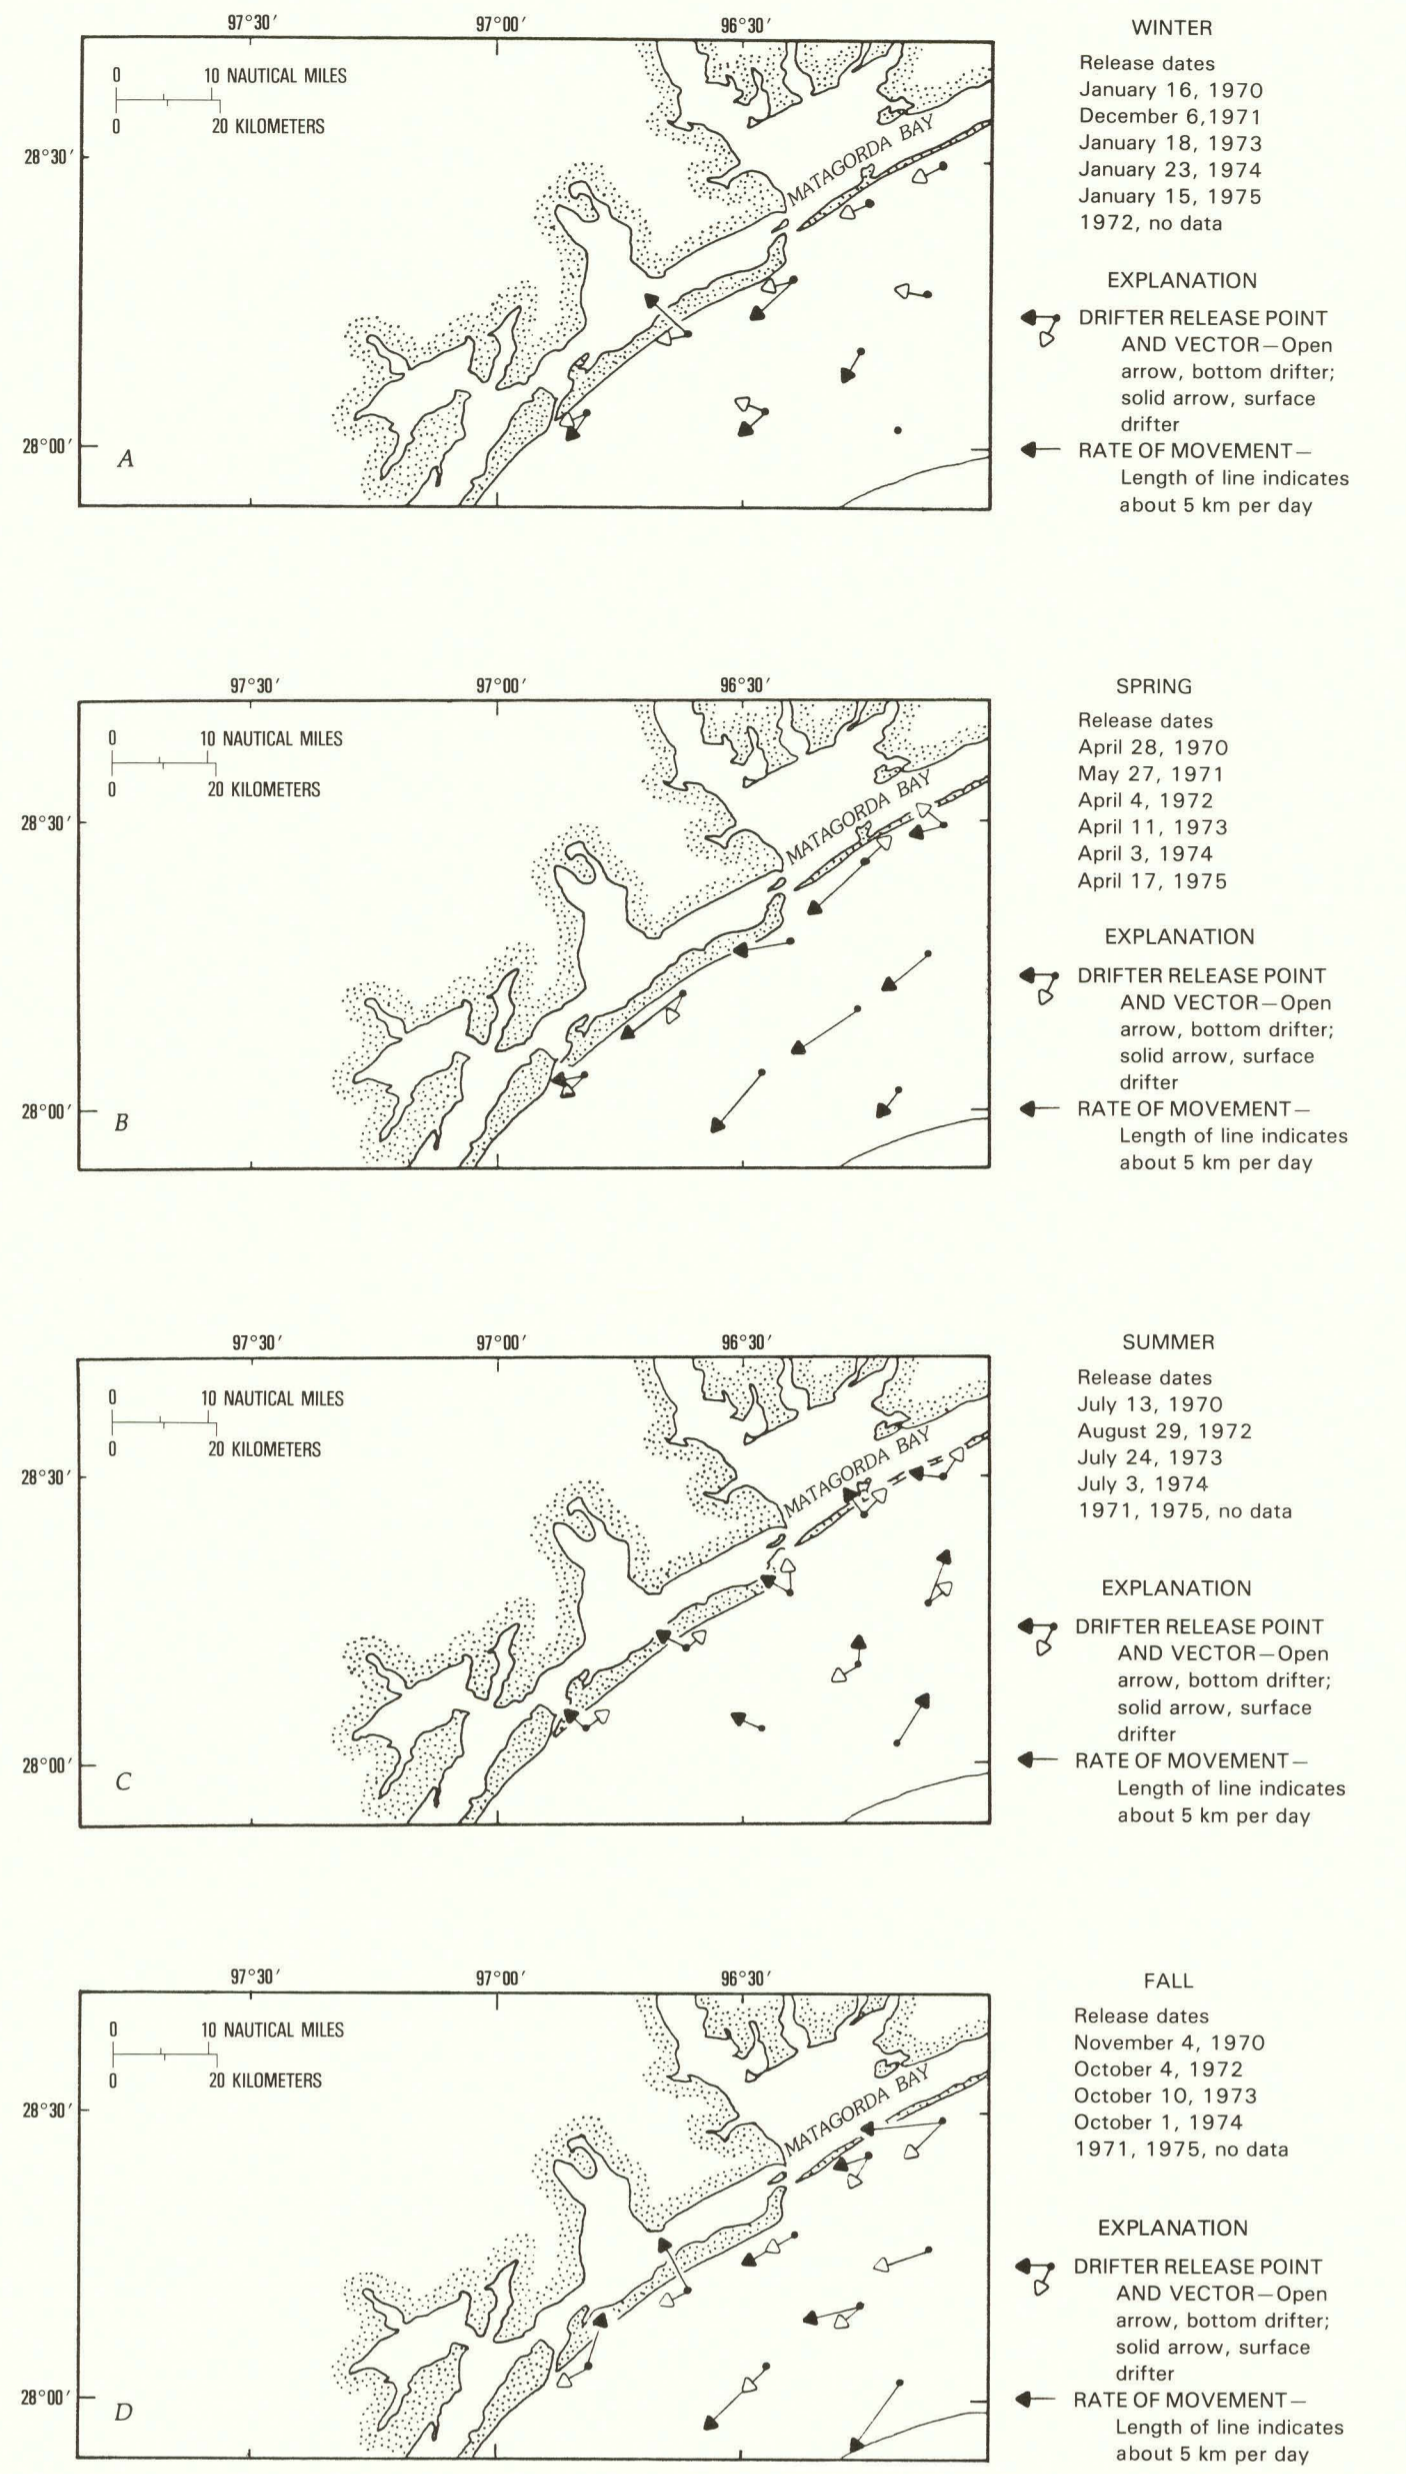 97°30′ 97°00′ 96°30′
0 10 NAUTICAL MILES
0 20 KILOMETERS
28°30′
MATAGORDA BAY
28°00′
A
WINTER
Release dates
January 16, 1970
December 6,1971
January 18, 1973
January 23, 1974
January 15, 1975
1972, no data
EXPLANATION
DRIFTER RELEASE POINT
AND VECTOR—Open
arrow, bottom drifter;
solid arrow, surface
drifter
RATE OF MOVEMENT—
Length of line indicates
about 5 km per day
97°30′ 97°00′ 96°30′
0 10 NAUTICAL MILES
0 20 KILOMETERS
28°30′
MATAGORDA BAY
28°00′
B
SPRING
Release dates
April 28, 1970
May 27, 1971
April 4, 1972
April 11, 1973
April 3, 1974
April 17, 1975
EXPLANATION
DRIFTER RELEASE POINT
AND VECTOR—Open
arrow, bottom drifter;
solid arrow, surface
drifter
RATE OF MOVEMENT—
Length of line indicates
about 5 km per day
97°30′ 97°00′ 96°30′
0 10 NAUTICAL MILES
0 20 KILOMETERS
28°30′
MATAGORDA BAY
28°00′
C
SUMMER
Release dates
July 13, 1970
August 29, 1972
July 24, 1973
July 3, 1974
1971, 1975, no data
EXPLANATION
DRIFTER RELEASE POINT
AND VECTOR—Open
arrow, bottom drifter;
solid arrow, surface
drifter
RATE OF MOVEMENT—
Length of line indicates
about 5 km per day
97°30′ 97°00′ 96°30′
0 10 NAUTICAL MILES
0 20 KILOMETERS
28°30′
MATAGORDA BAY
28°00′
D
FALL
Release dates
November 4, 1970
October 4, 1972
October 10, 1973
October 1, 1974
1971, 1975, no data
EXPLANATION
DRIFTER RELEASE POINT
AND VECTOR—Open
arrow, bottom drifter;
solid arrow, surface
drifter
RATE OF MOVEMENT—
Length of line indicates
about 5 km per day